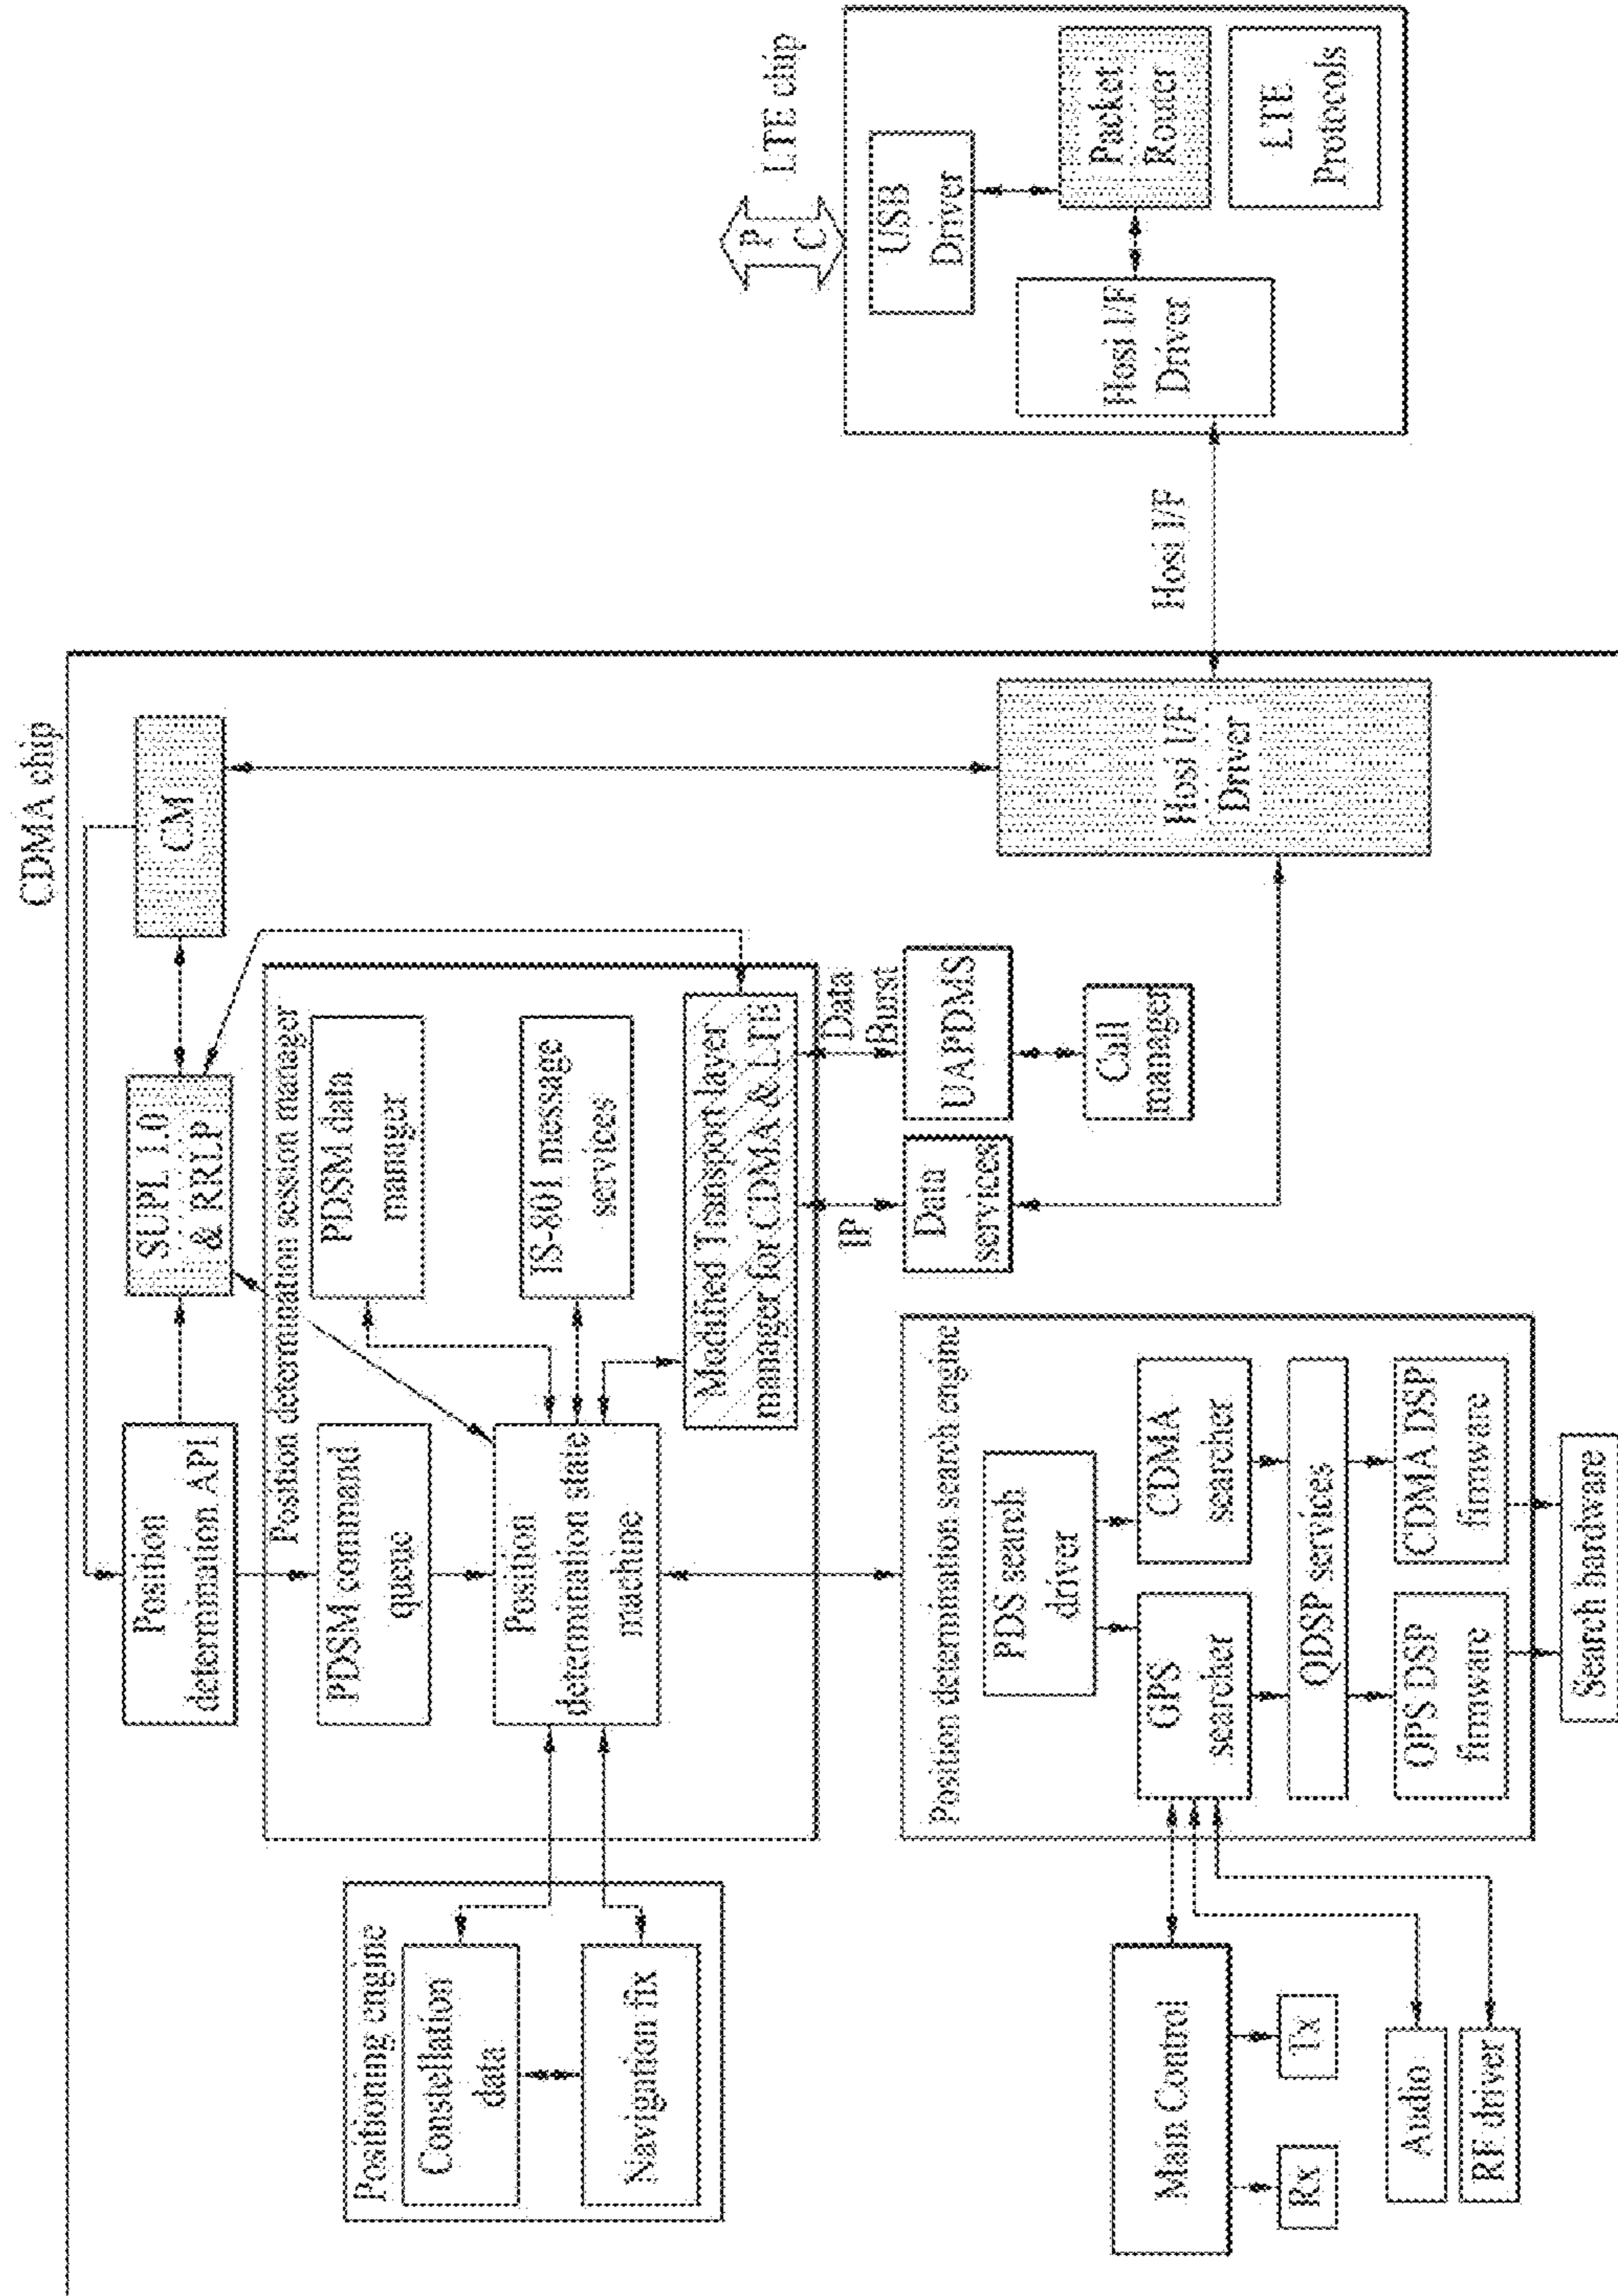 CDMA chip
Position
determination API
SUPL 1.0
& RRLP
CM
Position determination session manager
PDSM command
queue
PDSM data
manager
Position
determination state
machine
IS-801 message
services
Modified Transport layer
manager for CDMA & LTE
Positioning engine
Constellation
data
Navigation fix
IP
Data
Burst
Data
services
UAPDMS
Call
manager
Position determination search engine
PDS search
driver
GPS
searcher
CDMA
searcher
QDSP services
OPS DSP
firmware
CDMA DSP
firmware
Search hardware
Main Control
Rx
Tx
Audio
RF driver
Hosi I/F
Driver
Hosi I/F
LTE chip
P
C
USB
Driver
Hosi I/F
Driver
Packet
Router
LTE
Protocols